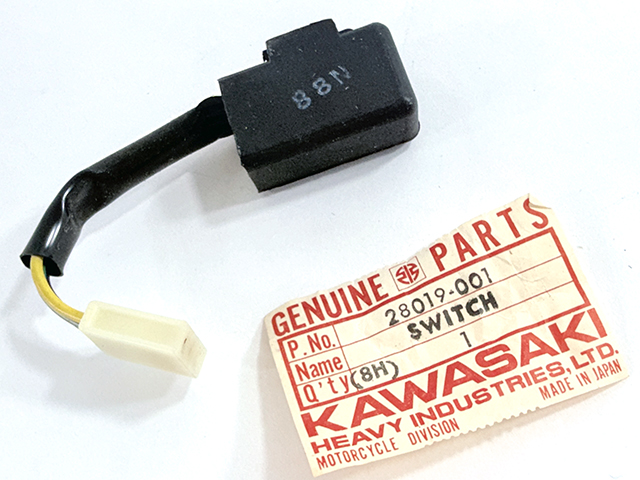 88N
GENUINE PARTS
P. No. 28019-001
Name SWITCH
Q'ty (8H) 1
KAWASAKI
HEAVY INDUSTRIES, LTD.
MOTORCYCLE DIVISION MADE IN JAPAN